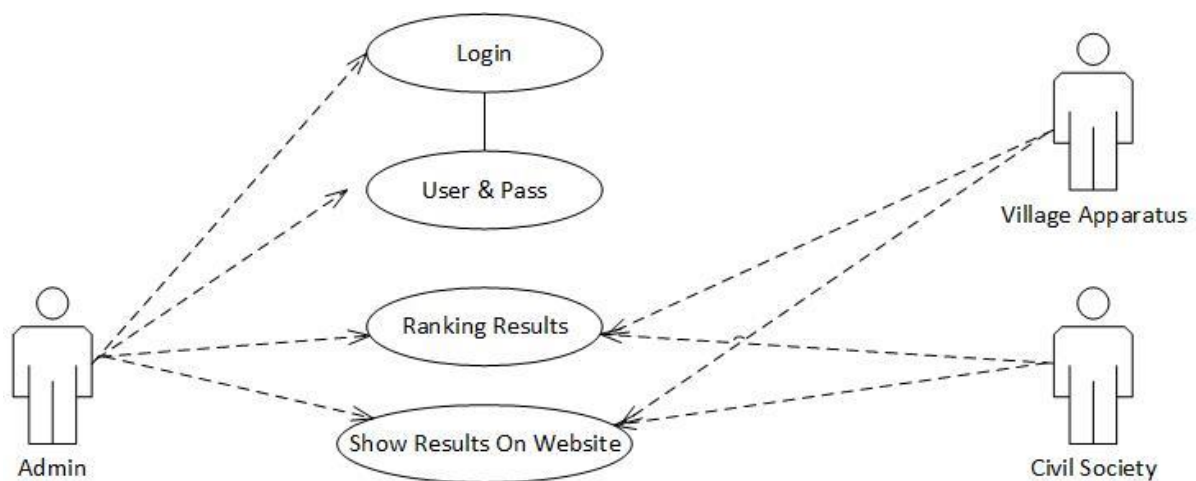 Login
User & Pass
Village Apparatus
Ranking Results
Show Results On Website
Admin
Civil Society